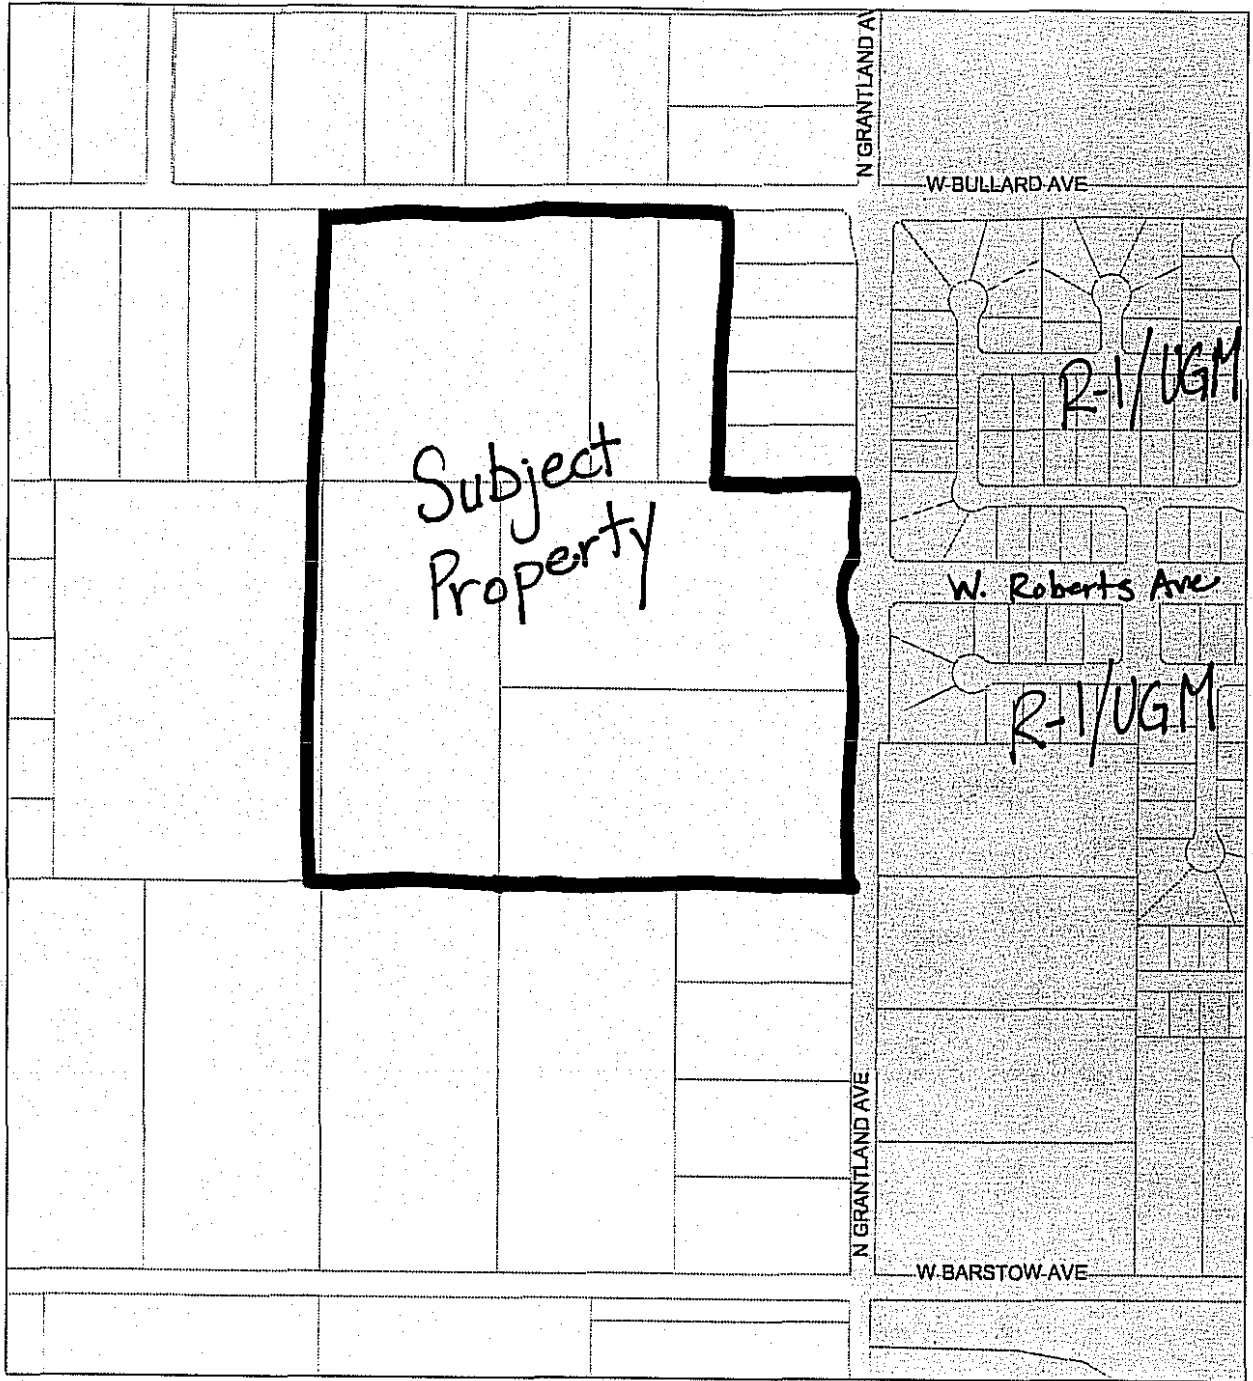 N GRANTLAND AV
W BULLARD AVE
R-1/UGM
Subject
Property
W. Roberts Ave
R-1/UGM
N GRANTLAND AVE
W BARSTOW AVE